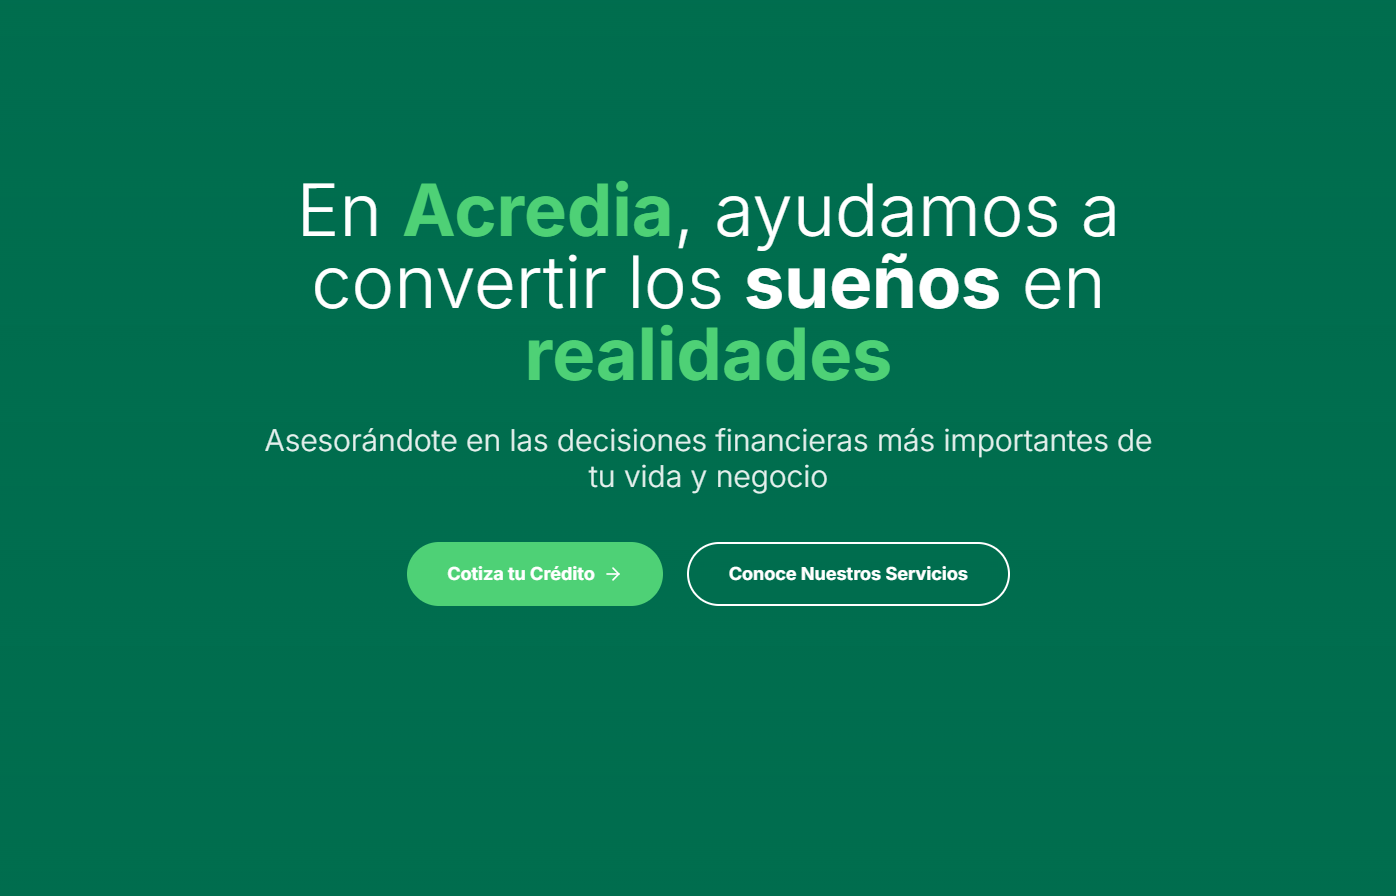 En Acredia, ayudamos a
convertir los sueños en
realidades
Asesorándote en las decisiones financieras más importantes de
tu vida y negocio
Cotiza tu Crédito →
Conoce Nuestros Servicios